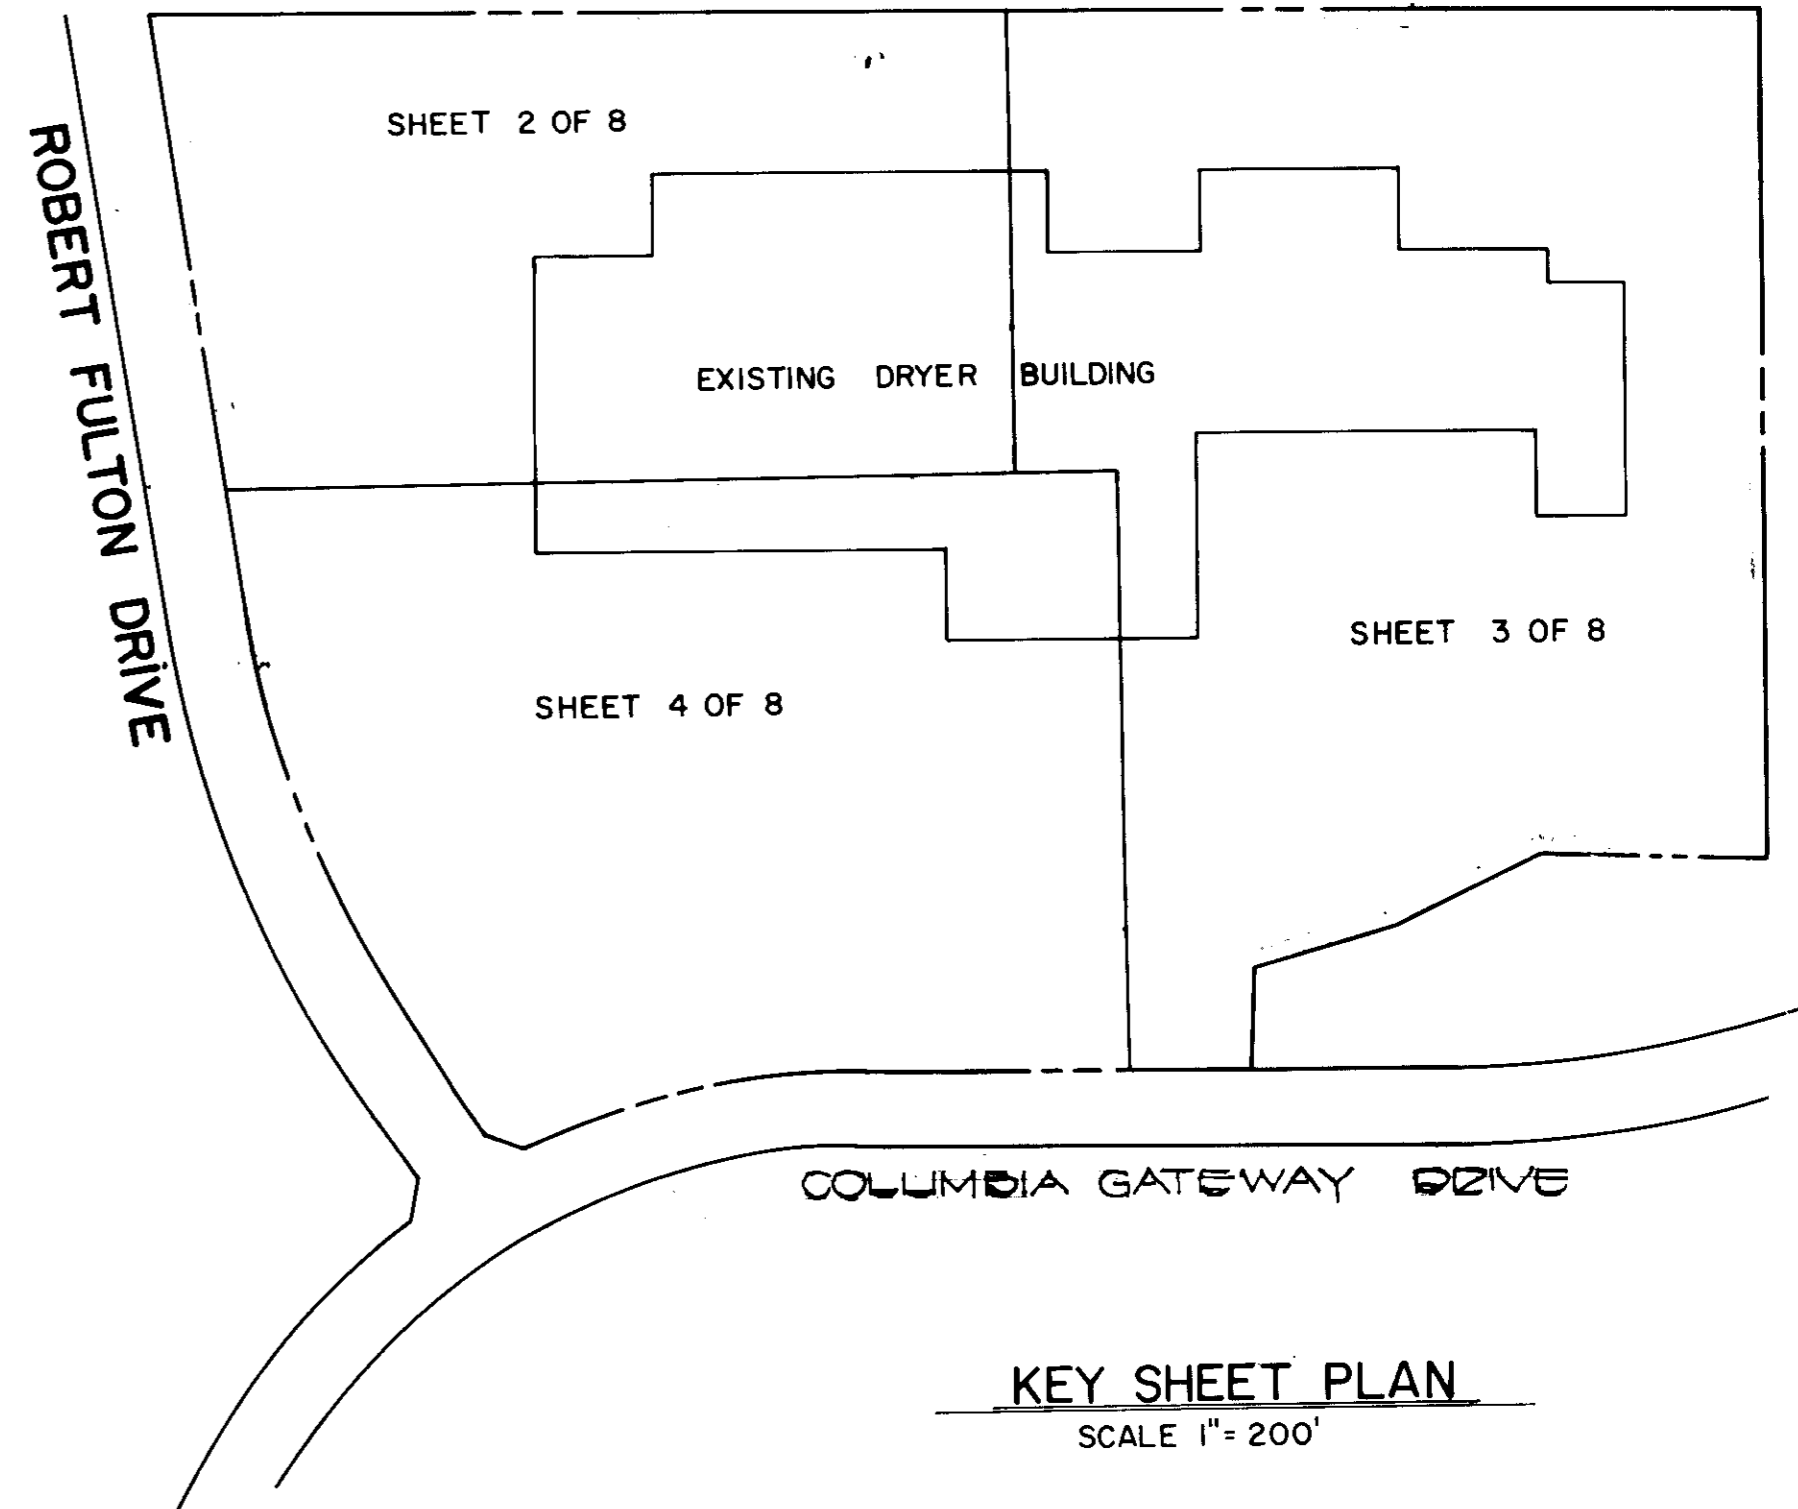 SHEET 2 OF 8
ROBERT FULTON DRIVE
EXISTING DRYER BUILDING
SHEET 3 OF 8
SHEET 4 OF 8
COLUMBIA GATEWAY DRIVE
KEY SHEET PLAN
SCALE 1"= 200'